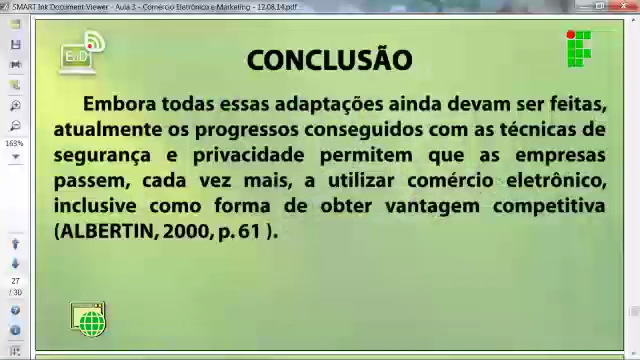 SMART Ink Document Viewer - Aula 3 - Comércio Eletrônico e Marketing - 12.08.14.pdf
EaD
CONCLUSÃO
Embora todas essas adaptações ainda devam ser feitas,
atualmente os progressos conseguidos com as técnicas de
segurança e privacidade permitem que as empresas
passem, cada vez mais, a utilizar comércio eletrônico,
inclusive como forma de obter vantagem competitiva
(ALBERTIN, 2000, p. 61 ).
163%
27
/ 30